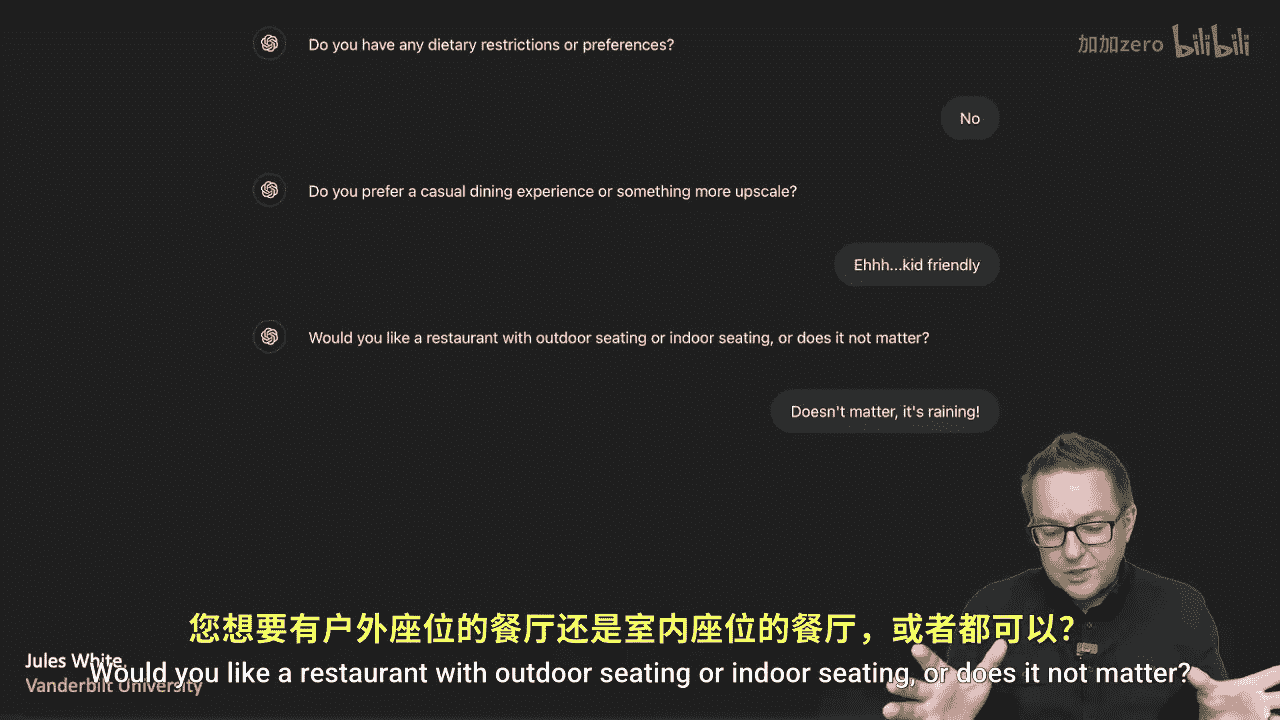 Do you have any dietary restrictions or preferences?
加加zero bilibili
No
Do you prefer a casual dining experience or something more upscale?
Ehhh...kid friendly
Would you like a restaurant with outdoor seating or indoor seating, or does it not matter?
Doesn't matter, it's raining!
您想要有户外座位的餐厅还是室内座位的餐厅，或者都可以?
Jules White,
Would you like a restaurant with outdoor seating or indoor seating, or does it not matter?
Vanderbilt University